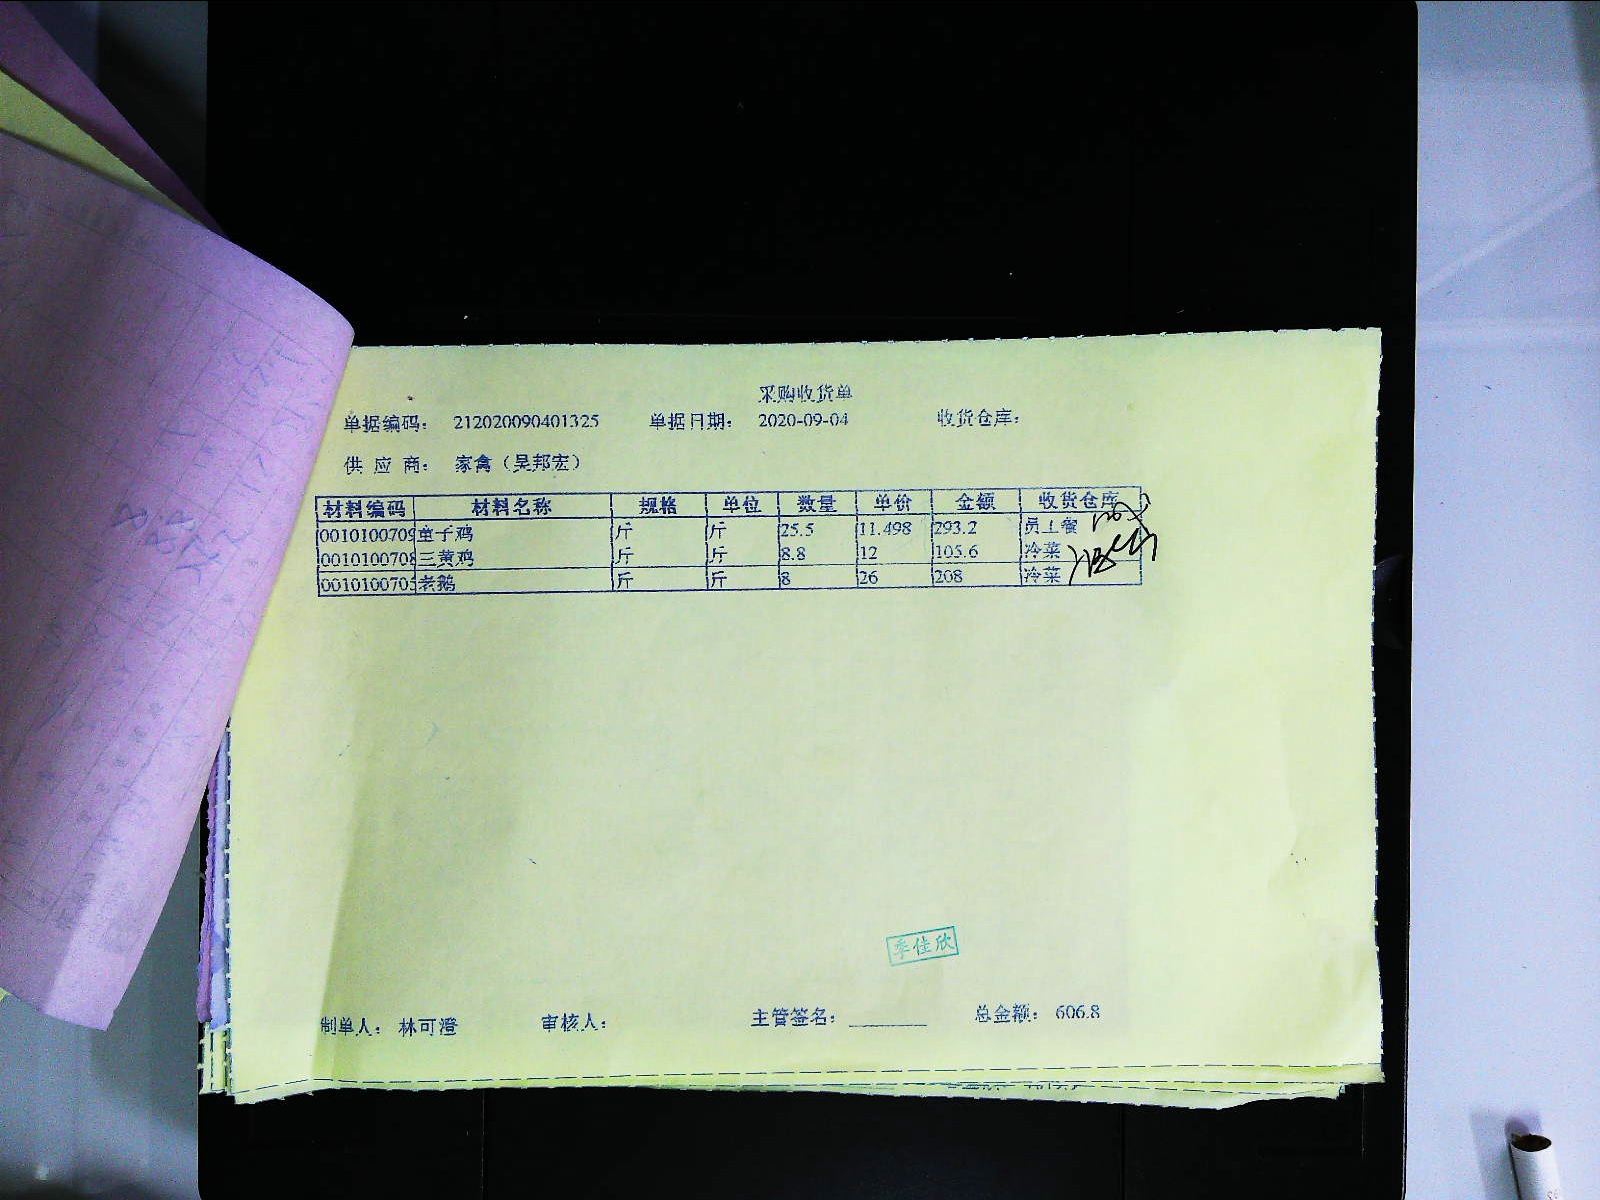 采购收货单
单据编码： 212020090401325 单据日期： 2020-09-04 收货仓库：
供 应 商： 家禽（吴邦宏）
材料编码 材料名称 规格 单位 数量 单价 金额 收货仓库
0010100709 童子鸡 斤 斤 25.5 11.498 293.2 员工餐
0010100708 三黄鸡 斤 斤 8.8 12 105.6 冷菜
0010100705 老鹅 斤 斤 8 26 208 冷菜
季佳欣
制单人： 林可澄 审核人： 主管签名：________ 总金额： 606.8